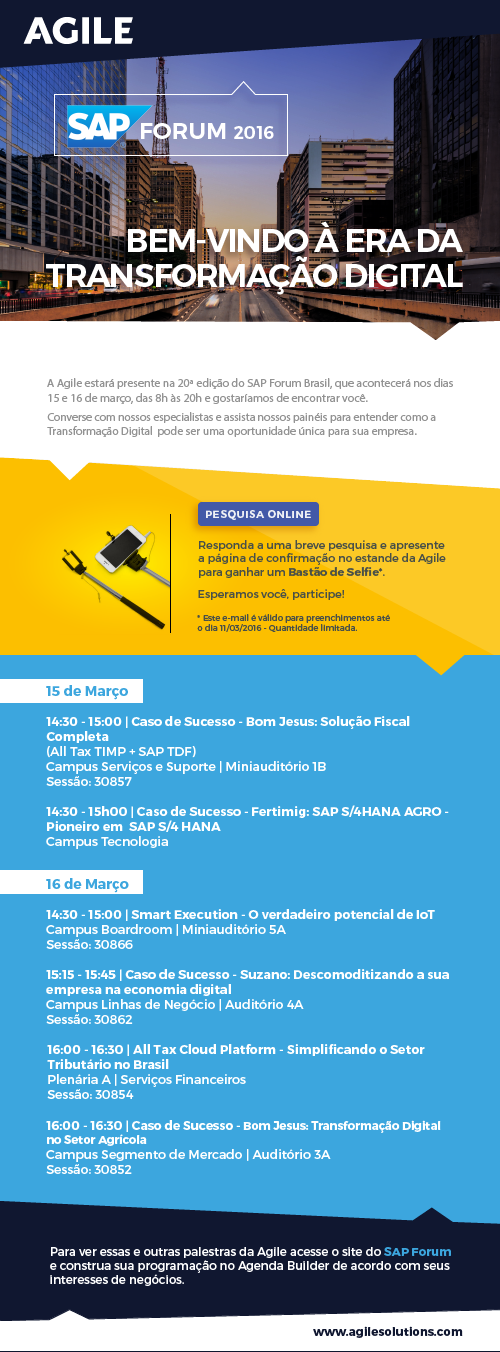 AGILE
SAP FORUM 2016
BEM-VINDO À ERA DA
TRANSFORMAÇÃO DIGITAL
A Agile estará presente na 20ª edição do SAP Forum Brasil, que acontecerá nos dias
15 e 16 de março, das 8h às 20h e gostaríamos de encontrar você.
Converse com nossos especialistas e assista nossos painéis para entender como a
Transformação Digital pode ser uma oportunidade única para sua empresa.
PESQUISA ONLINE
Responda a uma breve pesquisa e apresente
a página de confirmação no estande da Agile
para ganhar um Bastão de Selfie*.
Esperamos você, participe!
* Este e-mail é válido para preenchimentos até
o dia 11/03/2016 - Quantidade limitada.
15 de Março
14:30 - 15:00 | Caso de Sucesso - Bom Jesus: Solução Fiscal
Completa
(All Tax TIMP + SAP TDF)
Campus Serviços e Suporte | Miniauditório 1B
Sessão: 30857
14:30 - 15h00 | Caso de Sucesso - Fertimig: SAP S/4HANA AGRO -
Pioneiro em SAP S/4 HANA
Campus Tecnologia
16 de Março
14:30 - 15:00 | Smart Execution - O verdadeiro potencial de IoT
Campus Boardroom | Miniauditório 5A
Sessão: 30866
15:15 - 15:45 | Caso de Sucesso - Suzano: Descomoditizando a sua
empresa na economia digital
Campus Linhas de Negócio | Auditório 4A
Sessão: 30862
16:00 - 16:30 | All Tax Cloud Platform - Simplificando o Setor
Tributário no Brasil
Plenária A | Serviços Financeiros
Sessão: 30854
16:00 - 16:30 | Caso de Sucesso - Bom Jesus: Transformação Digital
no Setor Agrícola
Campus Segmento de Mercado | Auditório 3A
Sessão: 30852
Para ver essas e outras palestras da Agile acesse o site do SAP Forum
e construa sua programação no Agenda Builder de acordo com seus
interesses de negócios.
www.agilesolutions.com